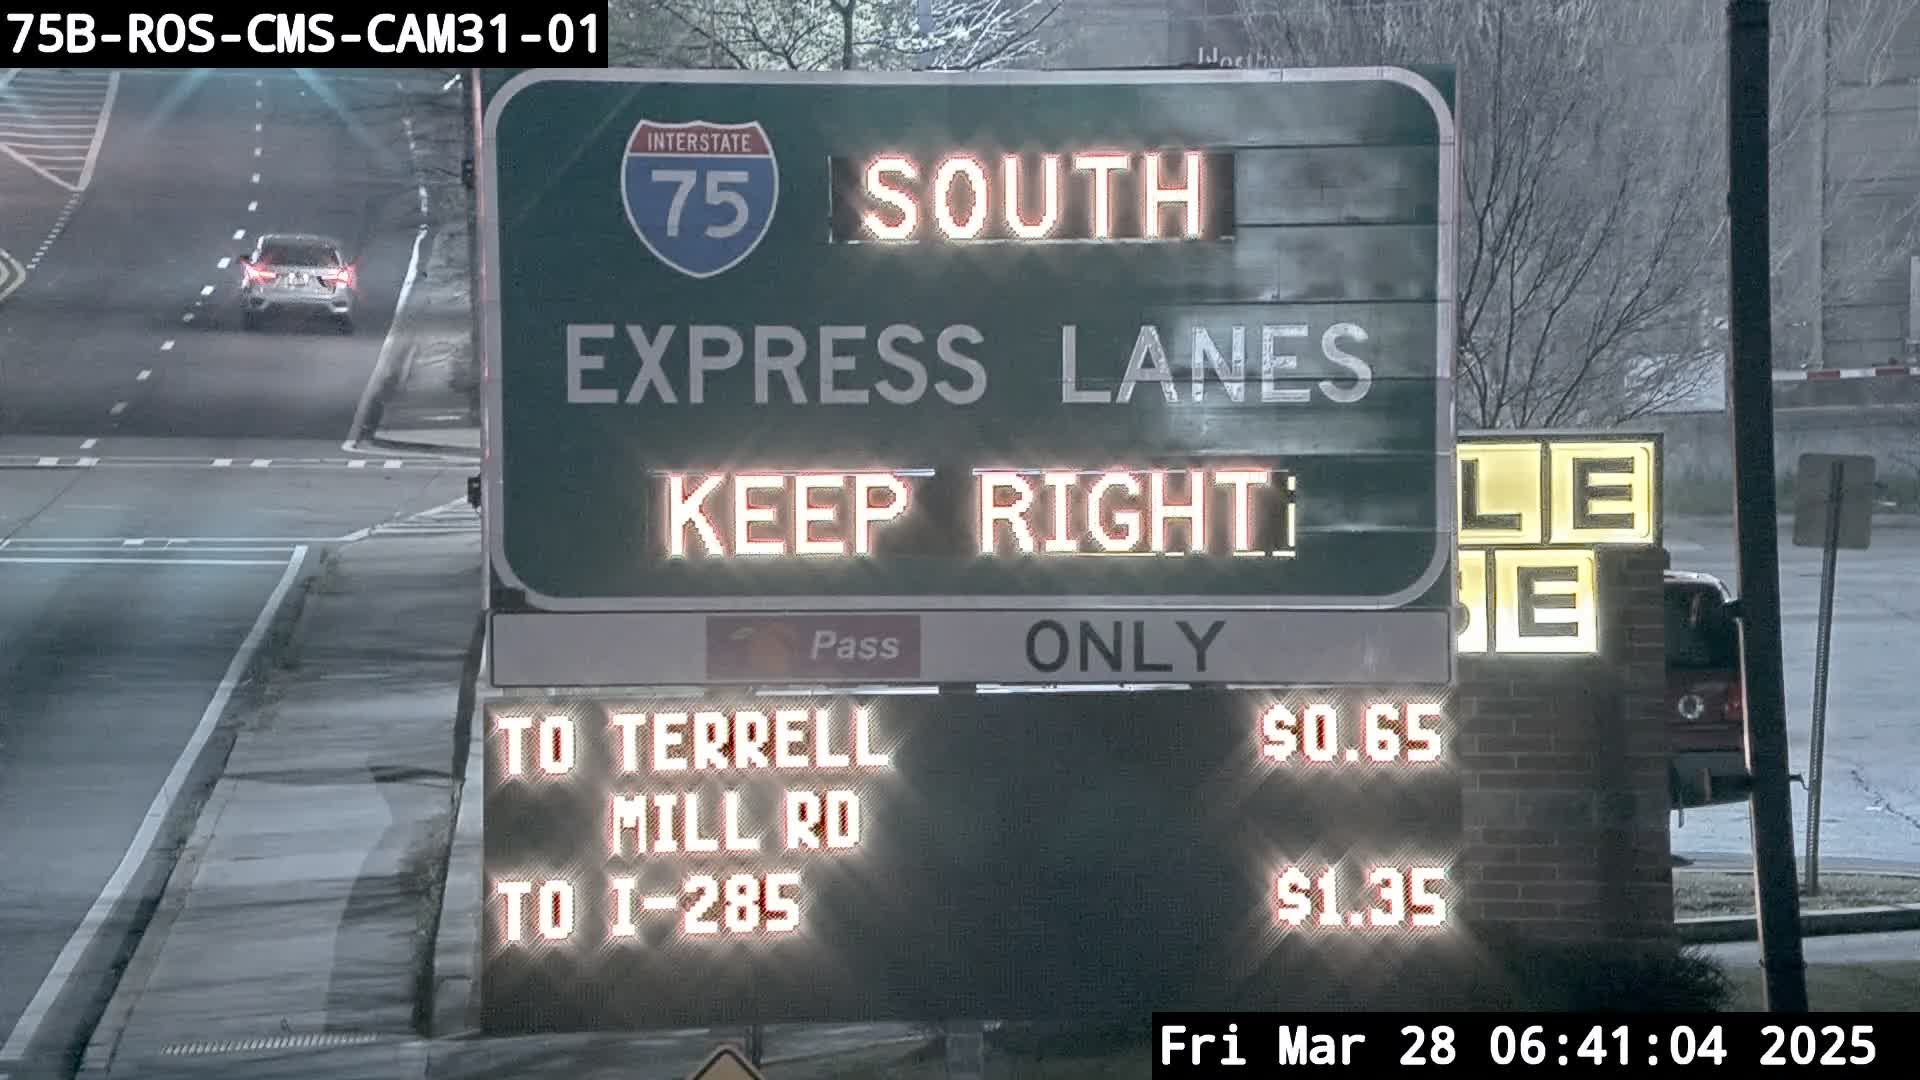 75B-ROS-CMS-CAM31-01
INTERSTATE
75
SOUTH
EXPRESS LANES
KEEP RIGHT
Pass ONLY
TO TERRELL $0.65
MILL RD
TO I-285 $1.35
LE
E
Fri Mar 28 06:41:04 2025